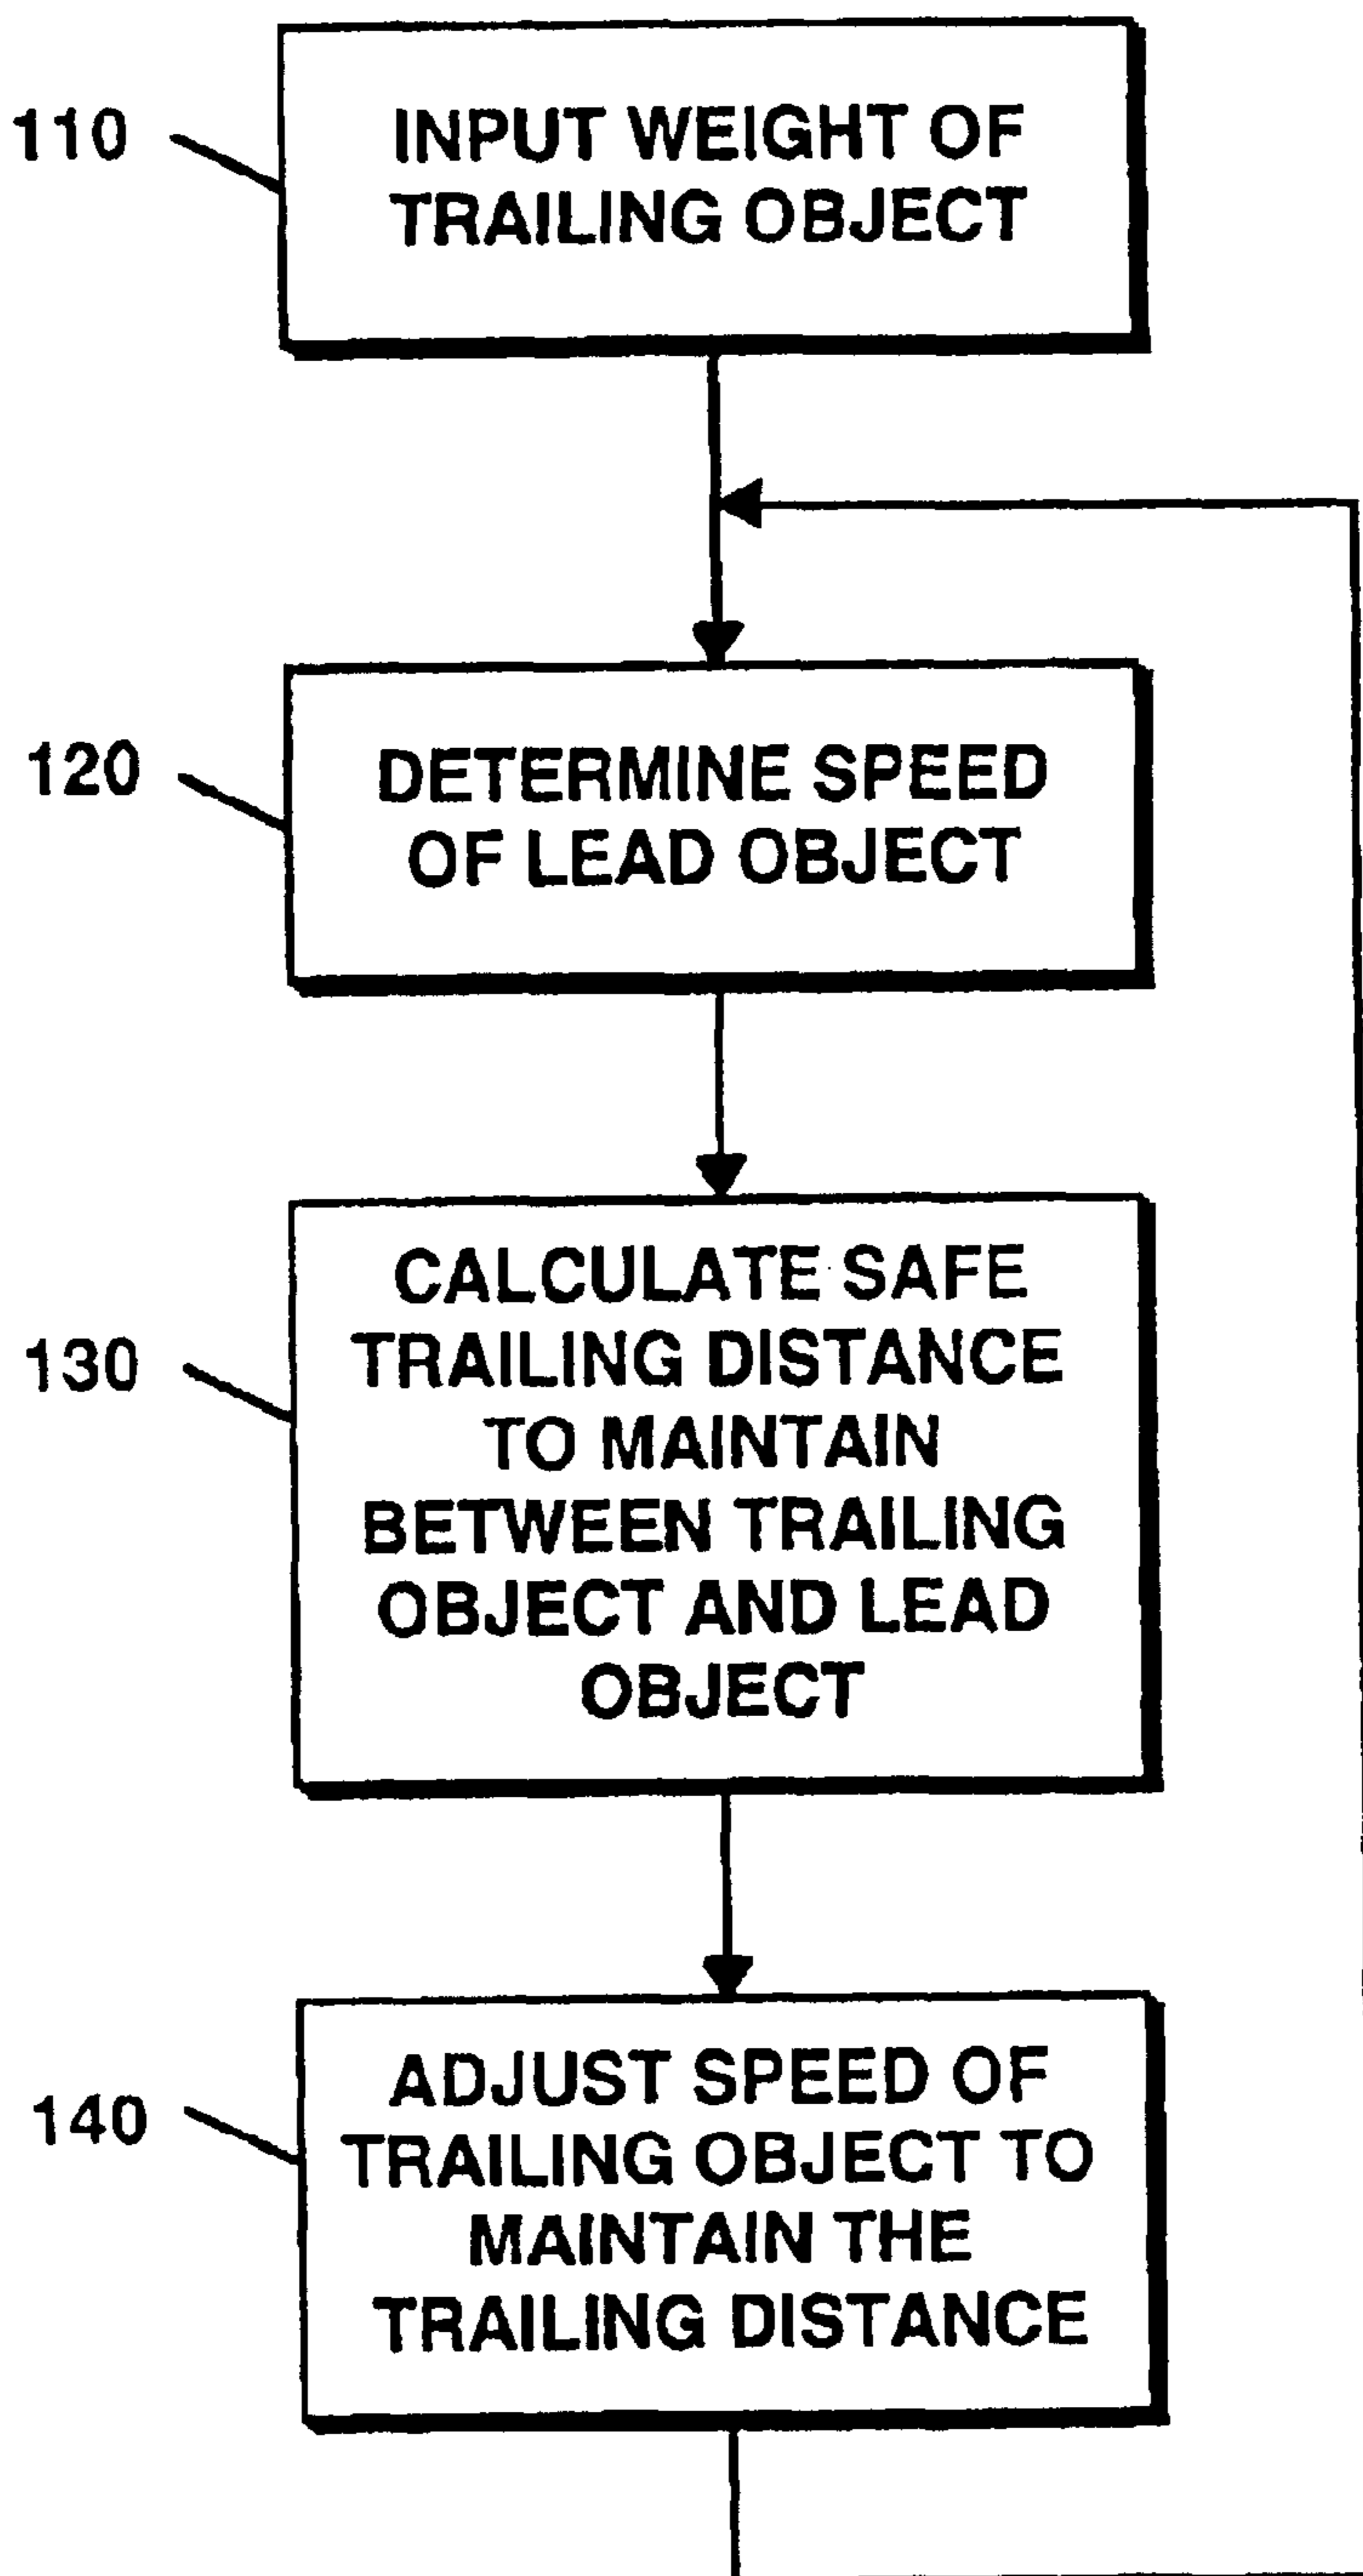 110
INPUT WEIGHT OF
TRAILING OBJECT
120
DETERMINE SPEED
OF LEAD OBJECT
130
CALCULATE SAFE
TRAILING DISTANCE
TO MAINTAIN
BETWEEN TRAILING
OBJECT AND LEAD
OBJECT
140
ADJUST SPEED OF
TRAILING OBJECT TO
MAINTAIN THE
TRAILING DISTANCE